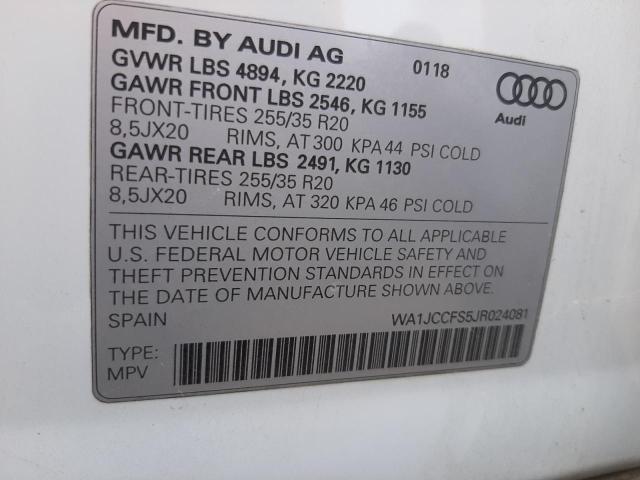 MFD. BY AUDI AG 0118
GVWR LBS 4894, KG 2220
GAWR FRONT LBS 2546, KG 1155
FRONT-TIRES 255/35 R20
8,5JX20 RIMS, AT 300 KPA 44 PSI COLD
GAWR REAR LBS 2491, KG 1130
REAR-TIRES 255/35 R20
8,5JX20 RIMS, AT 320 KPA 46 PSI COLD
Audi
THIS VEHICLE CONFORMS TO ALL APPLICABLE
U.S. FEDERAL MOTOR VEHICLE SAFETY AND
THEFT PREVENTION STANDARDS IN EFFECT ON
THE DATE OF MANUFACTURE SHOWN ABOVE.
SPAIN WA1JCCFS5JR024081
TYPE:
MPV